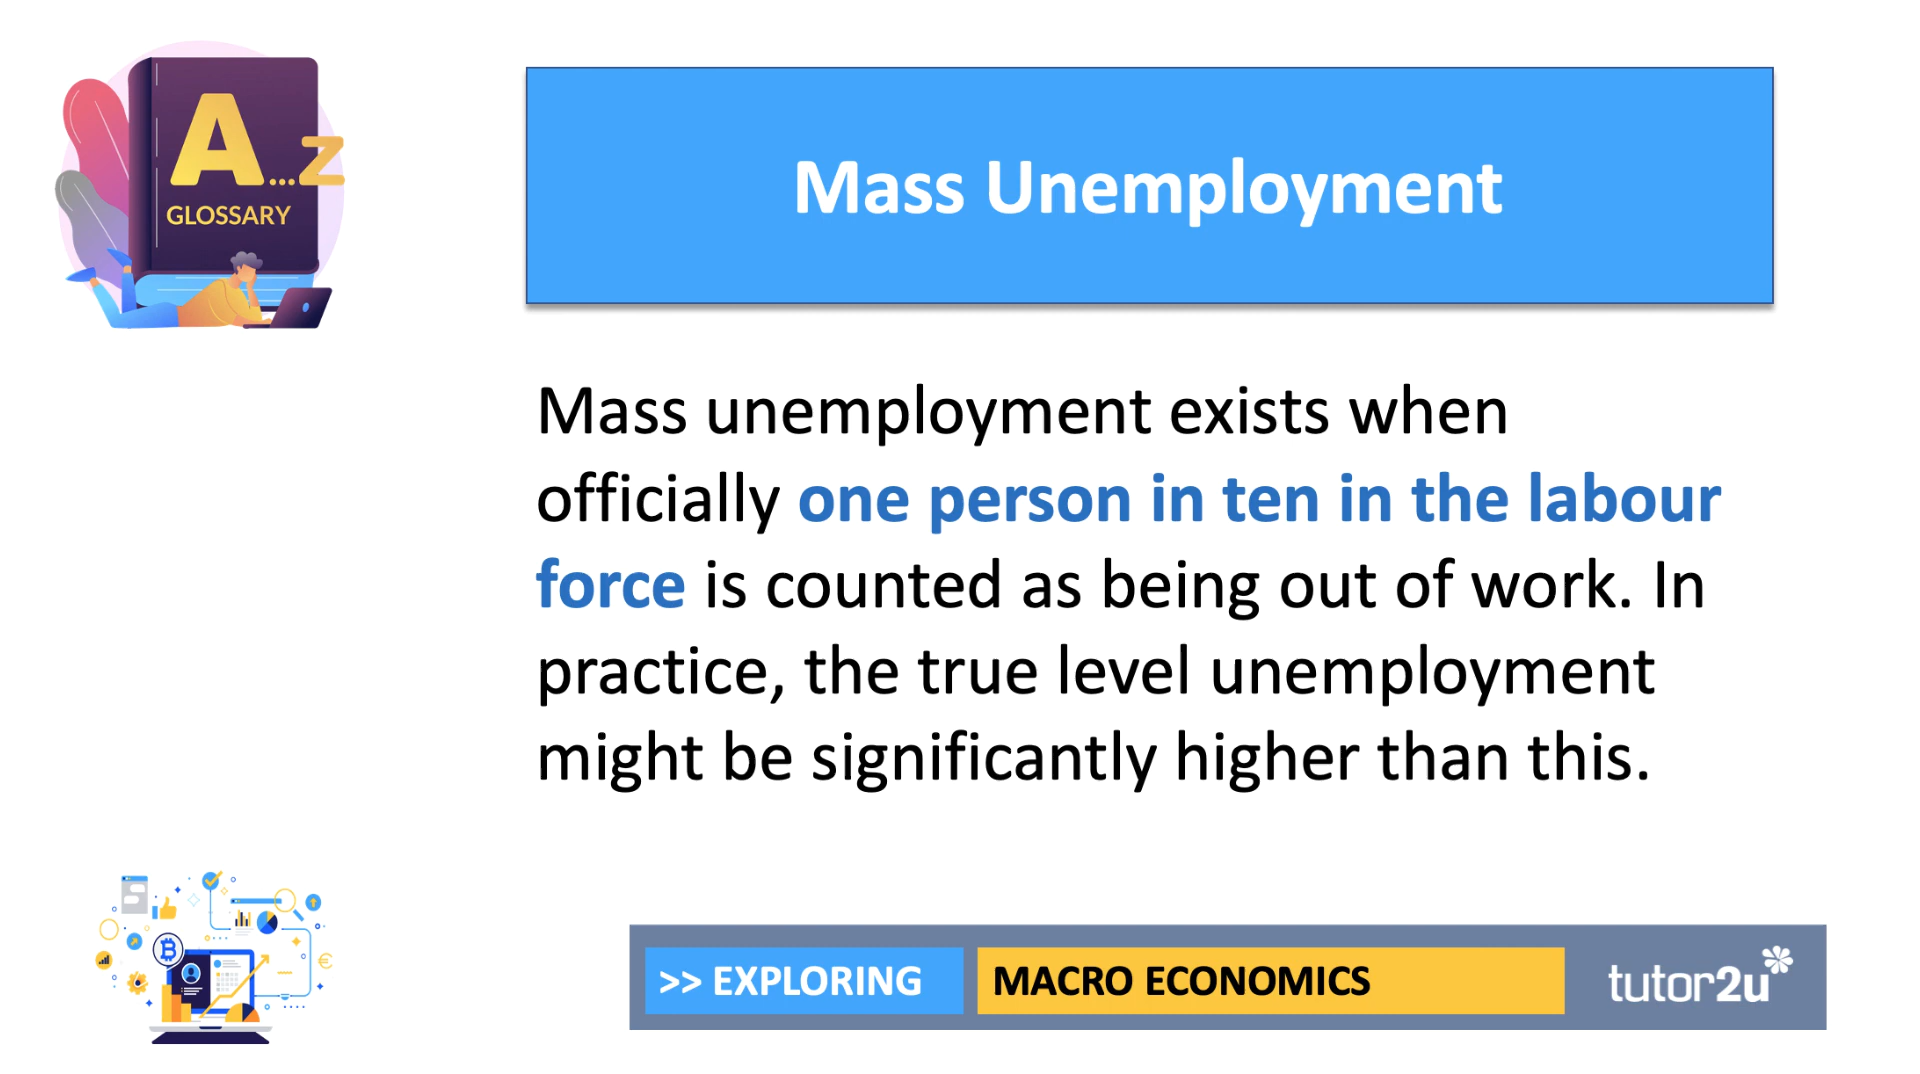 A...Z
GLOSSARY
Mass Unemployment
Mass unemployment exists when
officially one person in ten in the labour
force is counted as being out of work. In
practice, the true level unemployment
might be significantly higher than this.
>> EXPLORING
MACRO ECONOMICS
tutor2u